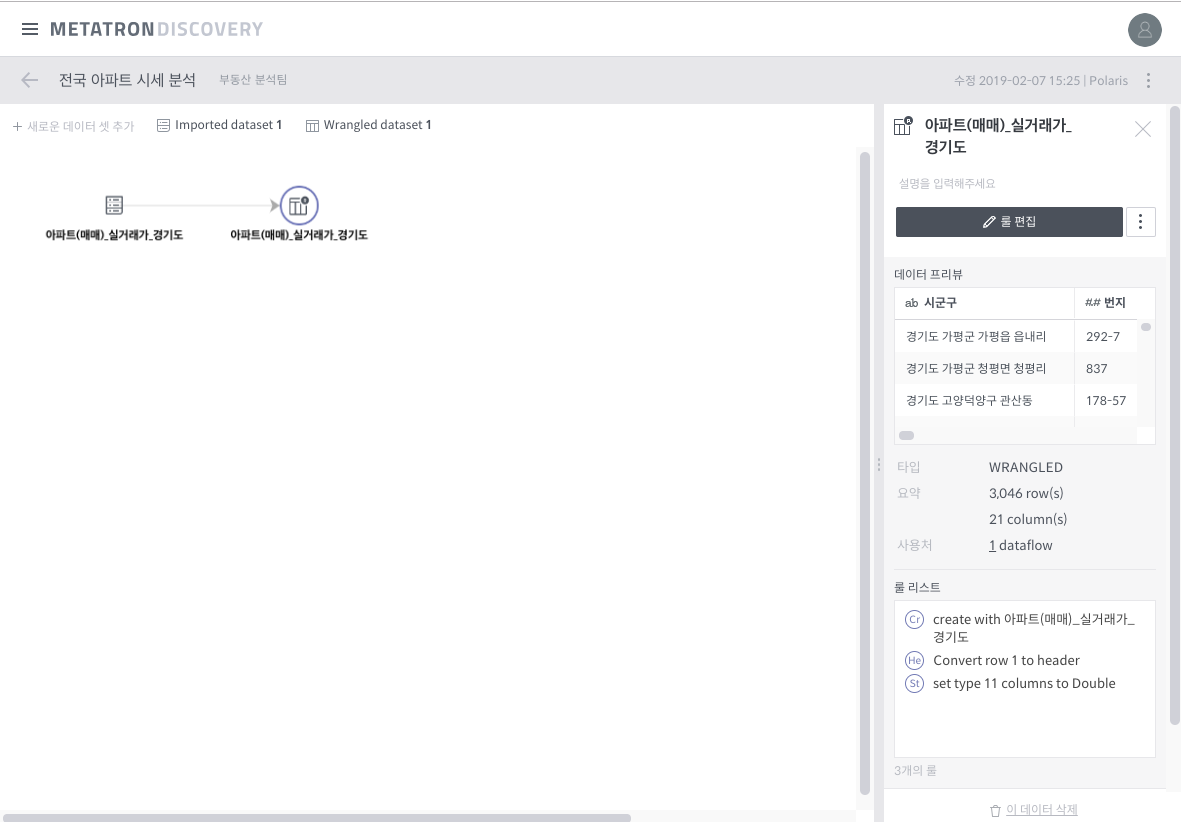 METATRON DISCOVERY
전국 아파트 시세 분석 부동산 분석팀 수정 2019-02-07 15:25 | Polaris
+ 새로운 데이터 셋 추가 Imported dataset 1 Wrangled dataset 1
아파트(매매)_실거래가_경기도 아파트(매매)_실거래가_경기도
아파트(매매)_실거래가_
경기도
설명을 입력해주세요
룰 편집
데이터 프리뷰
ab 시군구 ## 번지
경기도 가평군 가평읍 읍내리 292-7
경기도 가평군 청평면 청평리 837
경기도 고양덕양구 관산동 178-57
타입 WRANGLED
요약 3,046 row(s)
21 column(s)
사용처 1 dataflow
룰 리스트
Cr create with 아파트(매매)_실거래가_
경기도
He Convert row 1 to header
St set type 11 columns to Double
3개의 룰
이 데이터 삭제